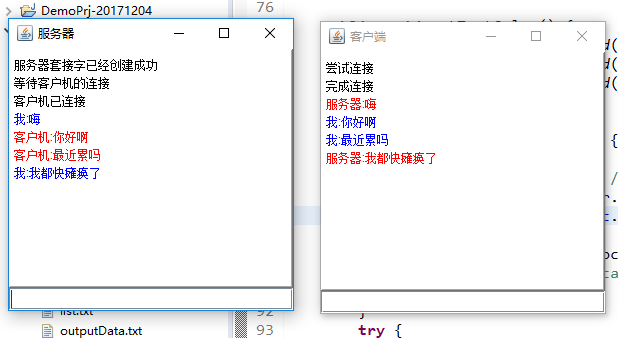 DemoPrj-20171204
76
服务器
服务器套接字已经创建成功
等待客户机的连接
客户机已连接
我:嗨
客户机:你好啊
客户机:最近累吗
我:我都快瘫痪了
客户端
尝试连接
完成连接
服务器:嗨
我:你好啊
我:最近累吗
服务器:我都快瘫痪了
list.txt
outputData.txt
92
}
93
try {